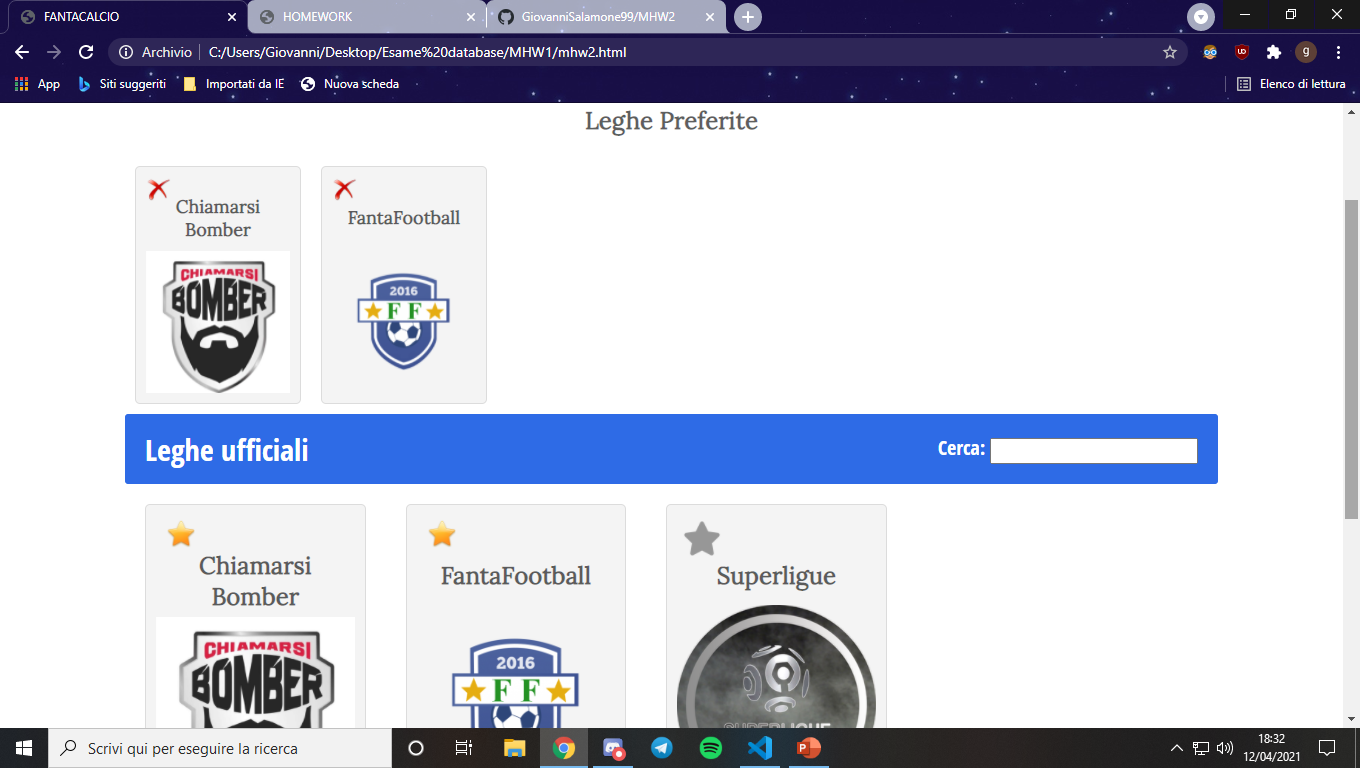 FANTACALCIO
HOMEWORK
GiovanniSalamone99/MHW2
Archivio
C:/Users/Giovanni/Desktop/Esame%20database/MHW1/mhw2.html
g
App
Siti suggeriti
Importati da IE
Nuova scheda
Elenco di lettura
Leghe Preferite
Chiamarsi
Bomber
FantaFootball
CHIAMARSI
BOMBER
2016
F F
Leghe ufficiali
Cerca:
Chiamarsi
Bomber
FantaFootball
Superligue
CHIAMARSI
BOMBER
2016
F F
SUPERLIGUE
Scrivi qui per eseguire la ricerca
18:32
12/04/2021